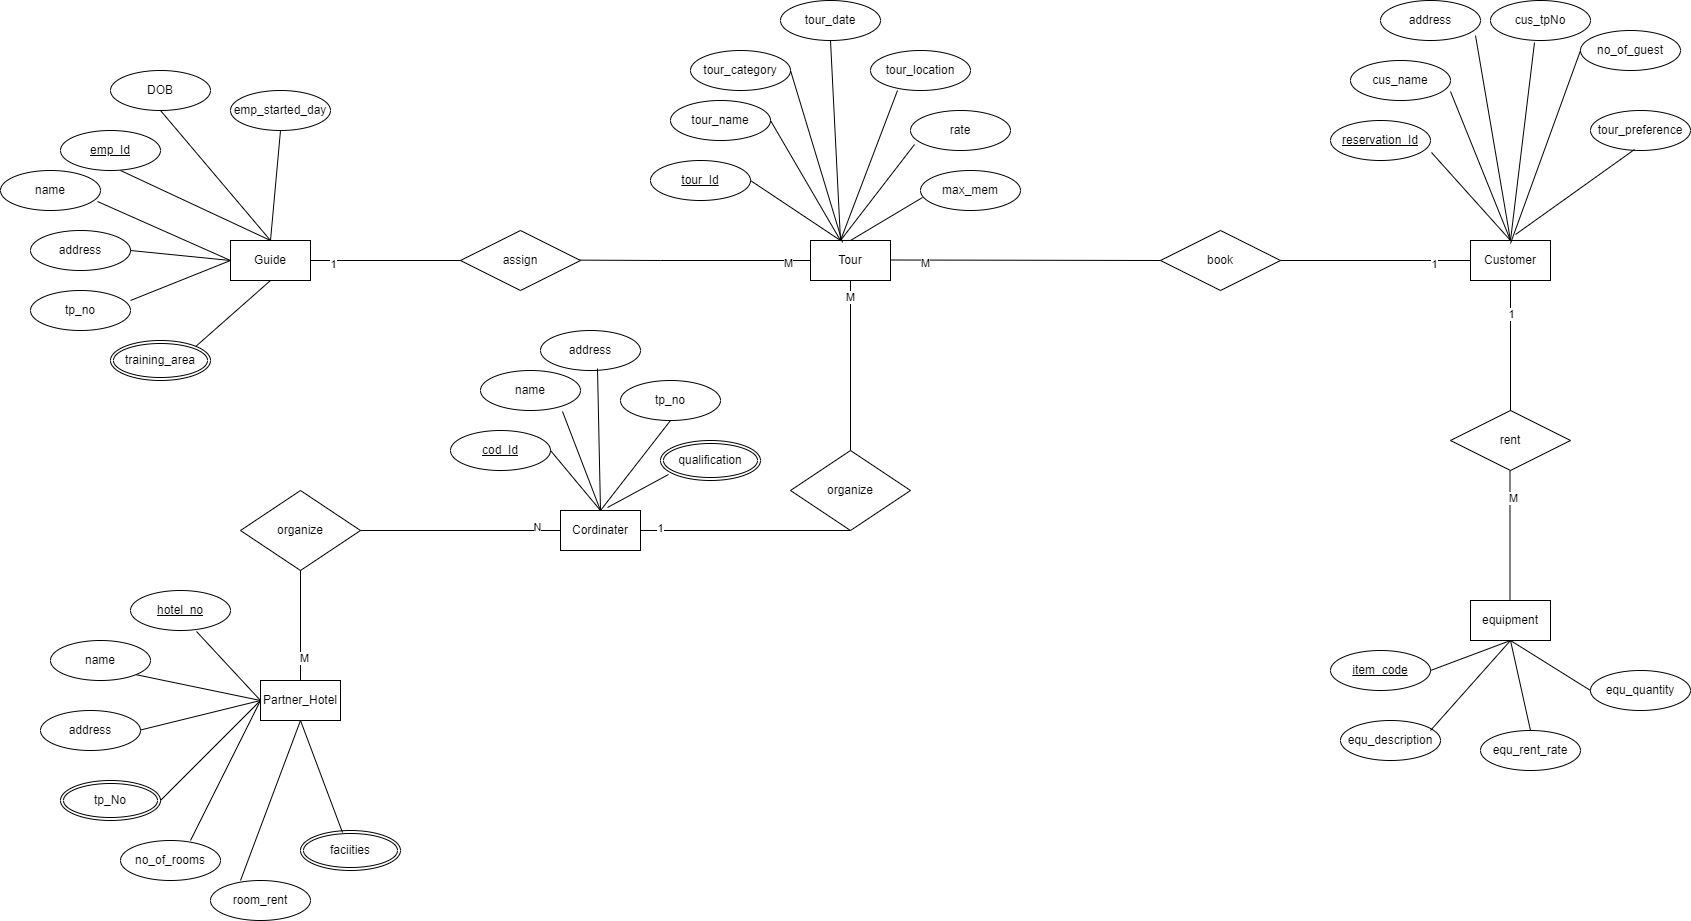 tour_date
address
cus_tpNo
no_of_guest
tour_category
tour_location
cus_name
DOB
emp_started_day
tour_name
rate
tour_preference
reservation_Id
emp_Id
tour_Id
max_mem
name
address
Guide
1
assign
M
Tour
M
book
1
Customer
tp_no
M
1
training_area
address
name
tp_no
cod_Id
qualification
rent
organize
M
organize
N
Cordinater
1
hotel_no
equipment
name
M
item_code
Partner_Hotel
equ_quantity
address
equ_description
equ_rent_rate
tp_No
no_of_rooms
faciities
room_rent